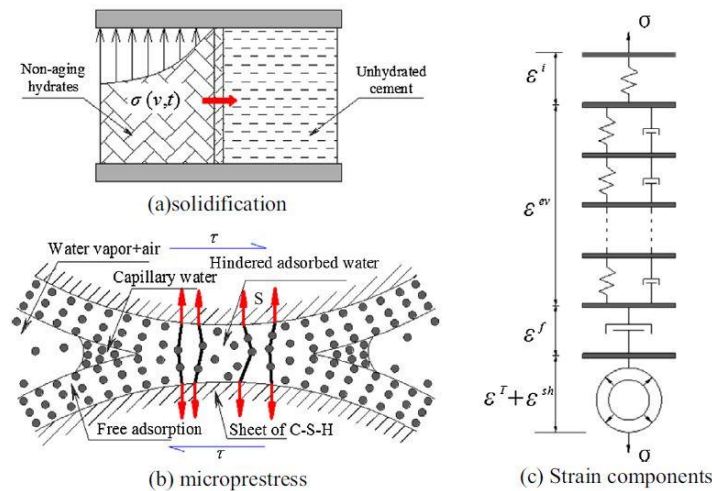 Non-aging
hydrates
σ (v,t)
Unhydrated
cement
(a)solidification
Water vapor+air
τ
Capillary water
Hindered adsorbed water
S
Free adsorption
Sheet of C-S-H
τ
(b) microprestress
σ
ε^i
ε^ev
ε^f
ε^T+ε^sh
σ
(c) Strain components